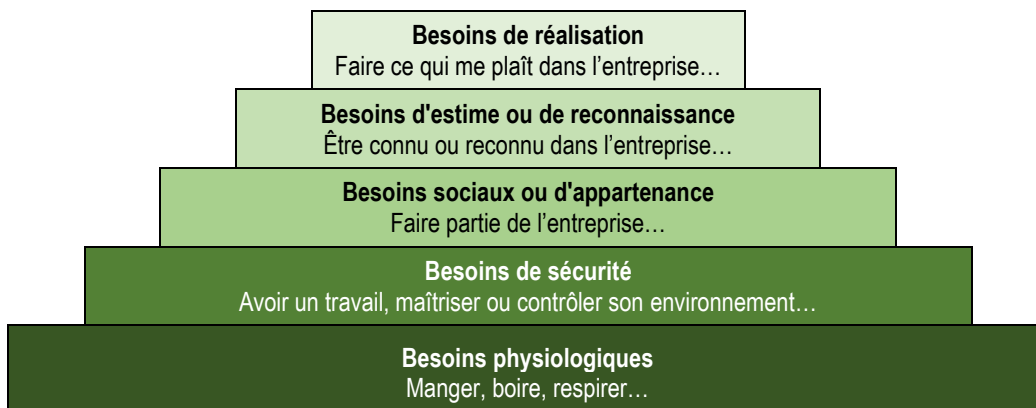 Besoins de réalisation
Faire ce qui me plaît dans l’entreprise…
Besoins d'estime ou de reconnaissance
Être connu ou reconnu dans l’entreprise…
Besoins sociaux ou d'appartenance
Faire partie de l’entreprise…
Besoins de sécurité
Avoir un travail, maîtriser ou contrôler son environnement…
Besoins physiologiques
Manger, boire, respirer…